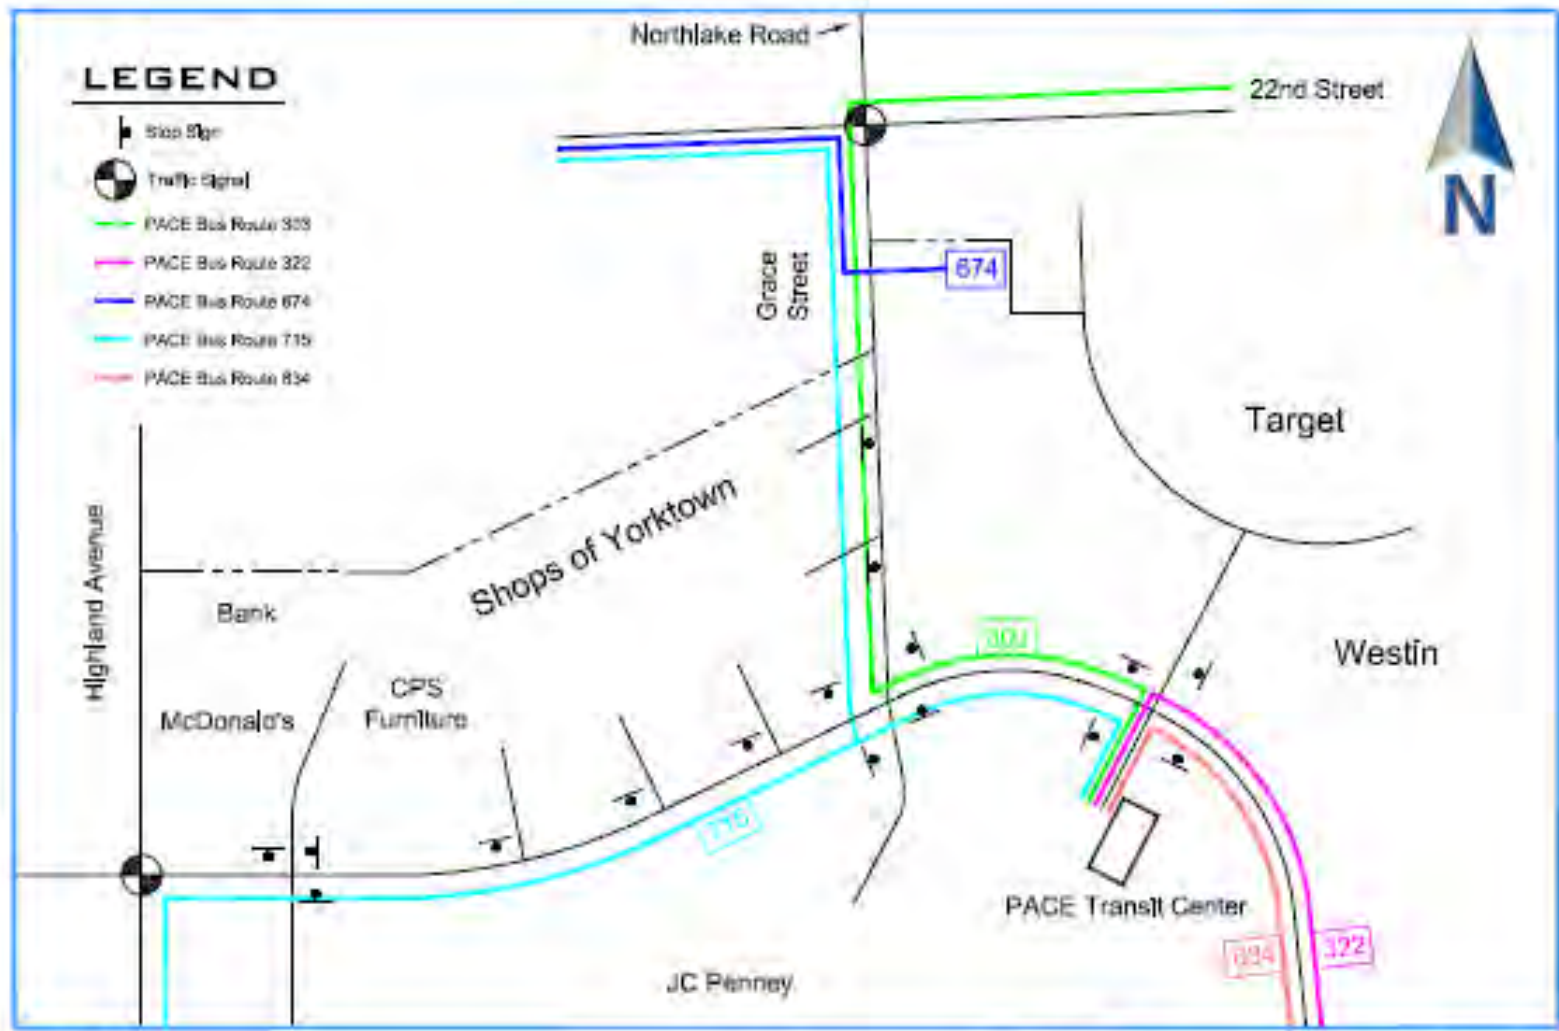 Northlake Road
LEGEND
Stop Sign
Traffic Signal
PACE Bus Route 303
PACE Bus Route 322
PACE Bus Route 674
PACE Bus Route 715
PACE Bus Route 834
22nd Street
N
Grace
Street
674
Target
Highland Avenue
Shops of Yorktown
Bank
303
Westin
McDonald's
CPS
Furniture
715
PACE Transit Center
834
322
JC Penney